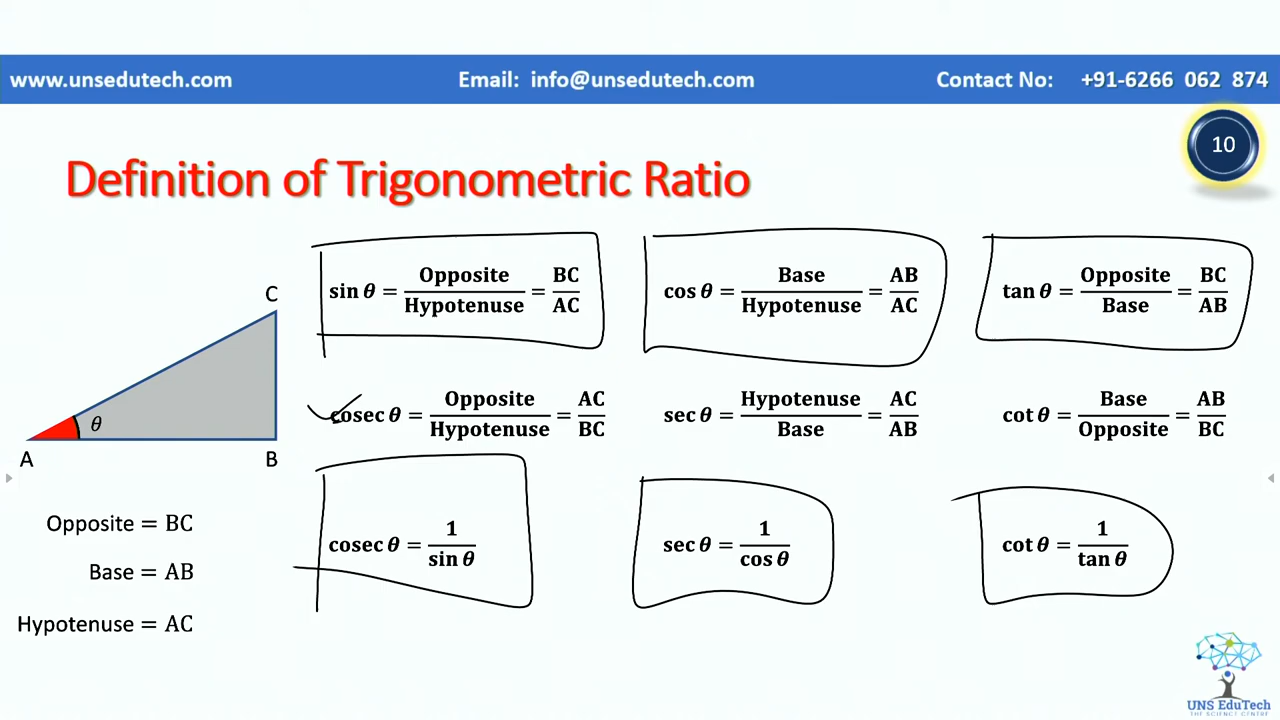 www.unsedutech.com Email: info@unsedutech.com Contact No: +91-6266 062 874
10
Definition of Trigonometric Ratio
sin θ = Opposite/Hypotenuse = BC/AC cos θ = Base/Hypotenuse = AB/AC tan θ = Opposite/Base = BC/AB
cosec θ = Opposite/Hypotenuse = AC/BC sec θ = Hypotenuse/Base = AC/AB cot θ = Base/Opposite = AB/BC
cosec θ = 1/sin θ sec θ = 1/cos θ cot θ = 1/tan θ
C
θ
A B
Opposite = BC
Base = AB
Hypotenuse = AC
UNS EduTech
THE SCIENCE CENTRE